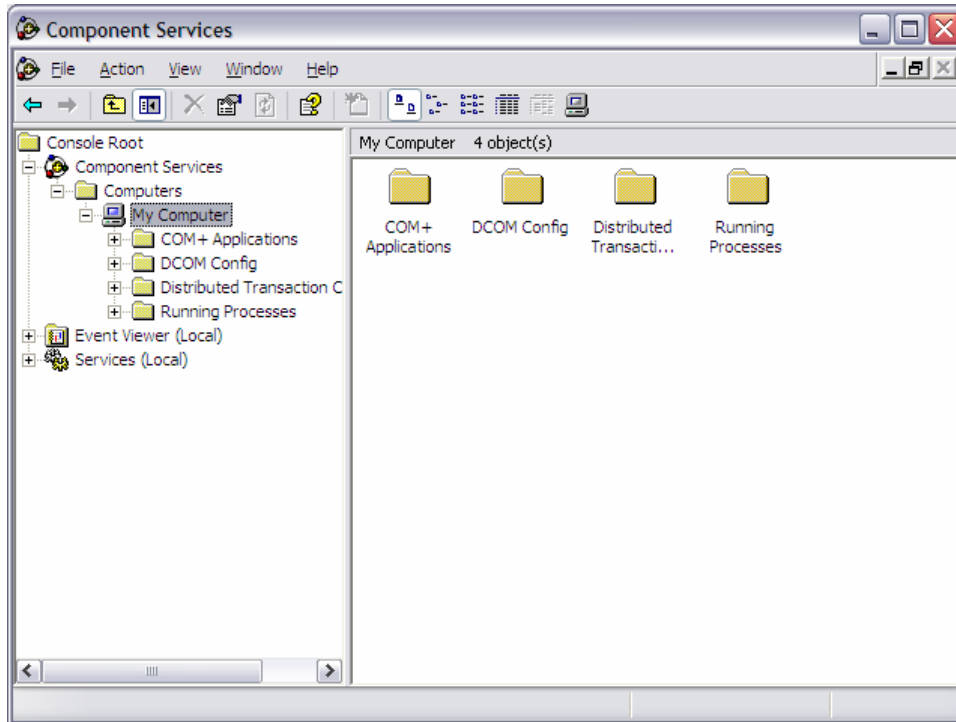 Component Services
File Action View Window Help
Console Root
Component Services
Computers
My Computer
COM+ Applications
DCOM Config
Distributed Transaction C
Running Processes
Event Viewer (Local)
Services (Local)
My Computer 4 object(s)
COM+
Applications
DCOM Config
Distributed
Transacti...
Running
Processes